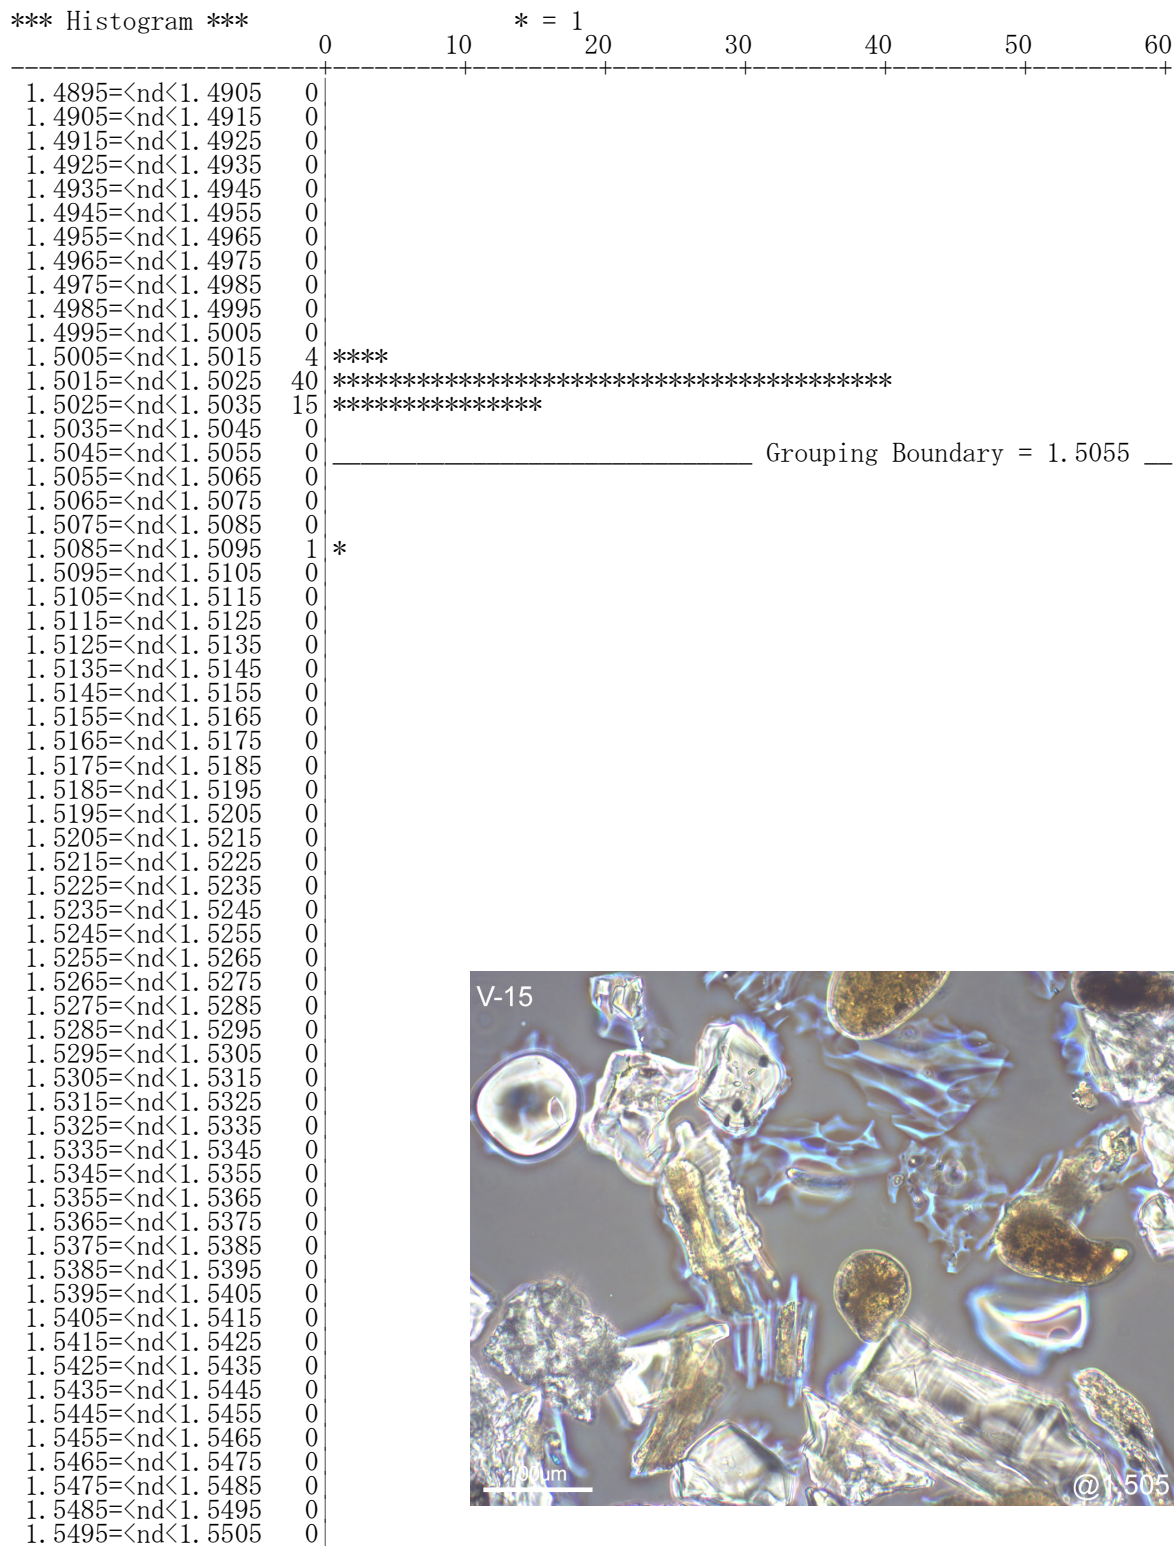 *** Histogram *** * = 1
0 10 20 30 40 50 60
1.4895=<nd<1.4905 0
1.4905=<nd<1.4915 0
1.4915=<nd<1.4925 0
1.4925=<nd<1.4935 0
1.4935=<nd<1.4945 0
1.4945=<nd<1.4955 0
1.4955=<nd<1.4965 0
1.4965=<nd<1.4975 0
1.4975=<nd<1.4985 0
1.4985=<nd<1.4995 0
1.4995=<nd<1.5005 0
1.5005=<nd<1.5015 4 ****
1.5015=<nd<1.5025 40 ****************************************
1.5025=<nd<1.5035 15 ***************
1.5035=<nd<1.5045 0
1.5045=<nd<1.5055 0 ______________________________ Grouping Boundary = 1.5055 __
1.5055=<nd<1.5065 0
1.5065=<nd<1.5075 0
1.5075=<nd<1.5085 0
1.5085=<nd<1.5095 1 *
1.5095=<nd<1.5105 0
1.5105=<nd<1.5115 0
1.5115=<nd<1.5125 0
1.5125=<nd<1.5135 0
1.5135=<nd<1.5145 0
1.5145=<nd<1.5155 0
1.5155=<nd<1.5165 0
1.5165=<nd<1.5175 0
1.5175=<nd<1.5185 0
1.5185=<nd<1.5195 0
1.5195=<nd<1.5205 0
1.5205=<nd<1.5215 0
1.5215=<nd<1.5225 0
1.5225=<nd<1.5235 0
1.5235=<nd<1.5245 0
1.5245=<nd<1.5255 0
1.5255=<nd<1.5265 0
1.5265=<nd<1.5275 0
1.5275=<nd<1.5285 0
1.5285=<nd<1.5295 0
1.5295=<nd<1.5305 0
1.5305=<nd<1.5315 0
1.5315=<nd<1.5325 0
1.5325=<nd<1.5335 0
1.5335=<nd<1.5345 0
1.5345=<nd<1.5355 0
1.5355=<nd<1.5365 0
1.5365=<nd<1.5375 0
1.5375=<nd<1.5385 0
1.5385=<nd<1.5395 0
1.5395=<nd<1.5405 0
1.5405=<nd<1.5415 0
1.5415=<nd<1.5425 0
1.5425=<nd<1.5435 0
1.5435=<nd<1.5445 0
1.5445=<nd<1.5455 0
1.5455=<nd<1.5465 0
1.5465=<nd<1.5475 0
1.5475=<nd<1.5485 0
1.5485=<nd<1.5495 0
1.5495=<nd<1.5505 0
V-15
100um
@1.505